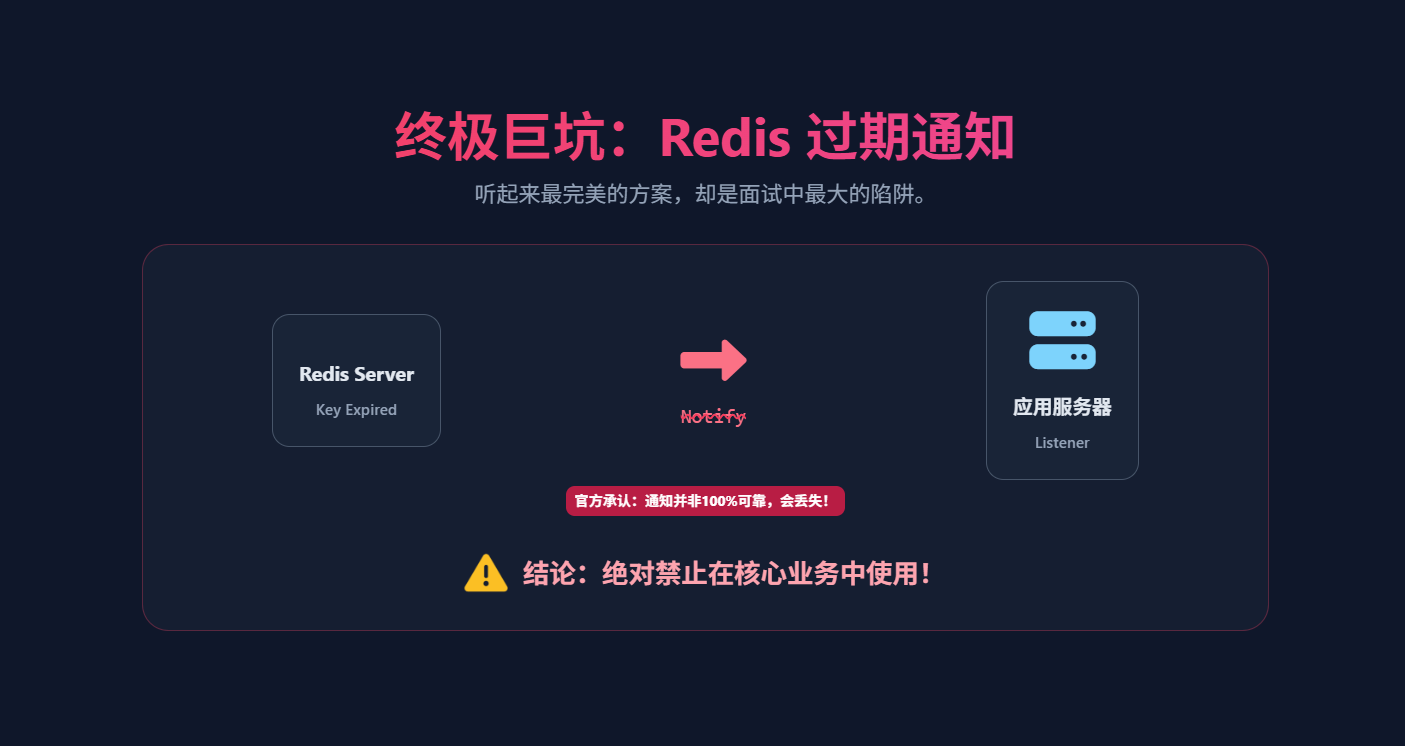 终极巨坑：Redis 过期通知
听起来最完美的方案，却是面试中最大的陷阱。
Redis Server
Key Expired
Notify
应用服务器
Listener
官方承认：通知并非100%可靠，会丢失！
结论：绝对禁止在核心业务中使用！